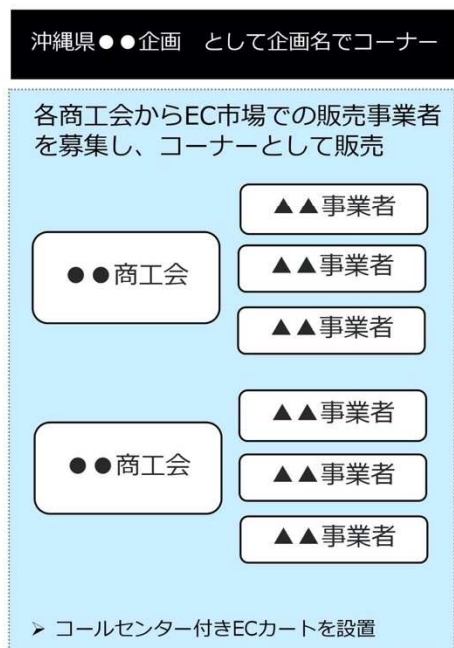 沖縄県●●企画　として企画名でコーナー
各商工会からEC市場での販売事業者
を募集し、コーナーとして販売
●●商工会
▲▲事業者
▲▲事業者
▲▲事業者
●●商工会
▲▲事業者
▲▲事業者
▲▲事業者
➢ コールセンター付きECカートを設置